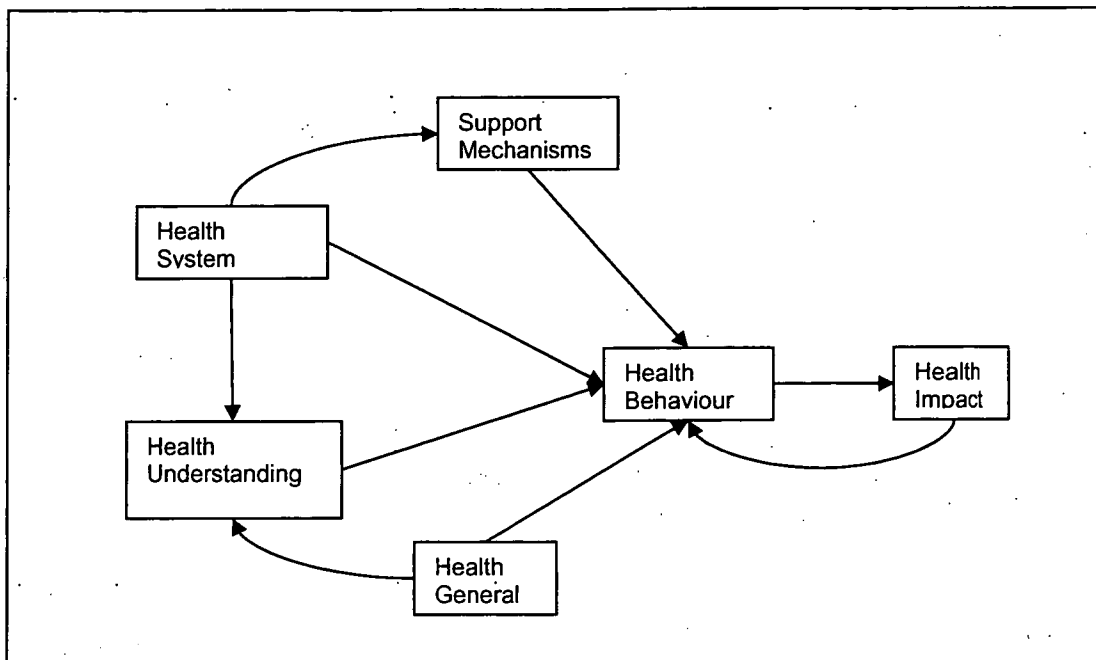 Support
Mechanisms
Health
System
Health
Behaviour
Health
Impact
Health
Understanding
Health
General